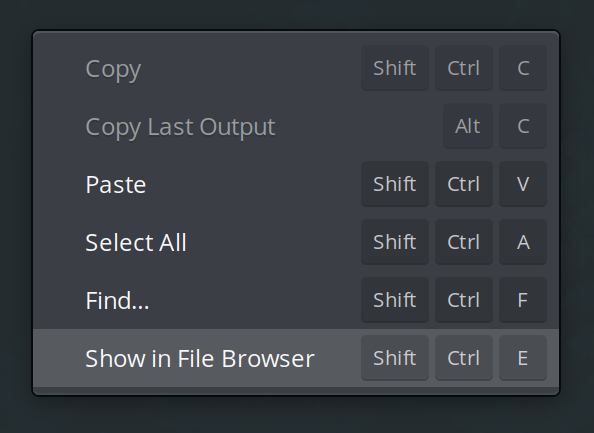 Copy Shift Ctrl C
Copy Last Output Alt C
Paste Shift Ctrl V
Select All Shift Ctrl A
Find... Shift Ctrl F
Show in File Browser Shift Ctrl E